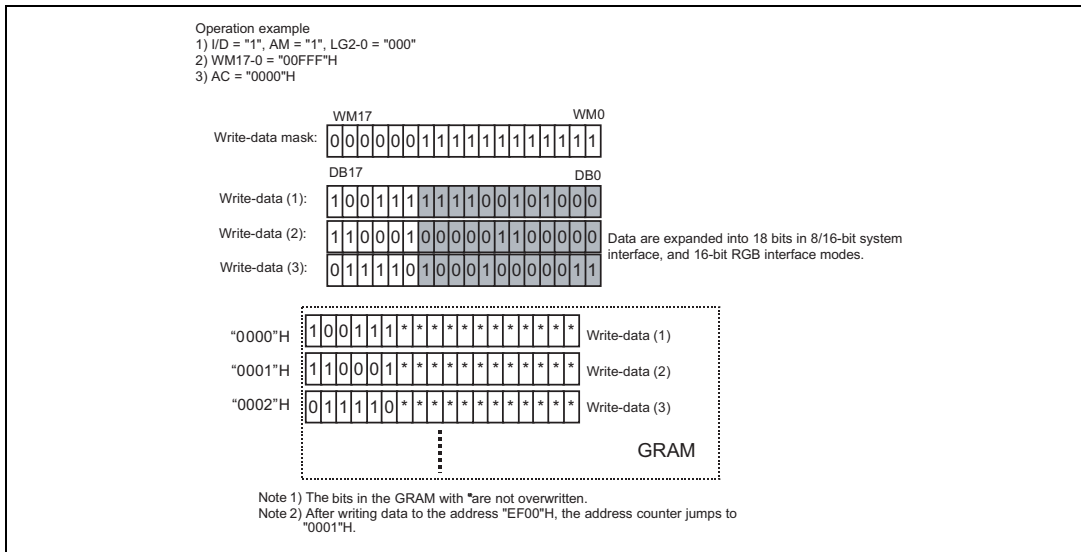 Operation example
1) I/D = "1", AM = "1", LG2-0 = "000"
2) WM17-0 = "00FFF"H
3) AC = "0000"H
WM17 WM0
Write-data mask: 0 0 0 0 0 0 1 1 1 1 1 1 1 1 1 1 1 1
DB17 DB0
Write-data (1): 1 0 0 1 1 1 1 1 1 1 0 0 1 0 1 0 0 0
Write-data (2): 1 1 0 0 0 1 0 0 0 0 0 1 1 0 0 0 0 0
Data are expanded into 18 bits in 8/16-bit system
interface, and 16-bit RGB interface modes.
Write-data (3): 0 1 1 1 1 0 1 0 0 0 1 0 0 0 0 0 1 1
"0000"H 1 0 0 1 1 1 * * * * * * * * * * * * Write-data (1)
"0001"H 1 1 0 0 0 1 * * * * * * * * * * * * Write-data (2)
"0002"H 0 1 1 1 1 0 * * * * * * * * * * * * Write-data (3)
GRAM
Note 1) The bits in the GRAM with "are not overwritten.
Note 2) After writing data to the address "EF00"H, the address counter jumps to
"0001"H.